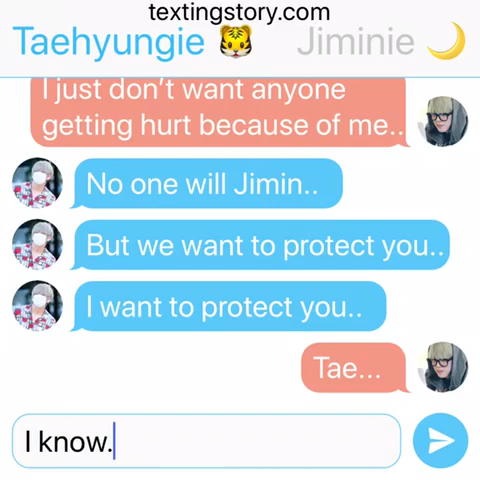 textingstory.com
Taehyungie 🐯 Jiminie 🌙
I just don't want anyone
getting hurt because of me..
No one will Jimin..
But we want to protect you..
I want to protect you..
Tae...
I know.